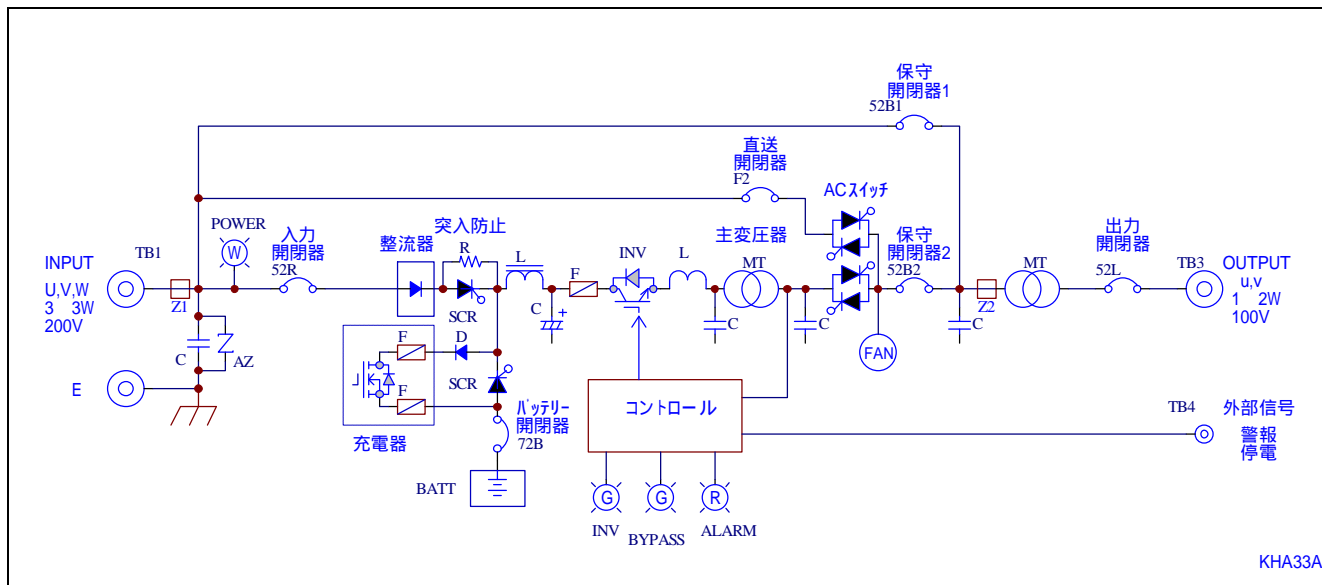 保守
開閉器1
52B1
直送
開閉器
F2
ACスイッチ
POWER
W
入力
開閉器
52R
整流器
突入防止
R
L
INV
L
主変圧器
MT
保守
開閉器2
52B2
MT
出力
開閉器
52L
TB3
OUTPUT
u,v
1 2W
100V
INPUT
U,V,W
3 3W
200V
TB1
Z1
SCR
C
+
F
C
C
Z2
C
C
AZ
E
F
D
SCR
F
充電器
バッテリー
開閉器
72B
BATT
FAN
コントロール
TB4
外部信号
警報
停電
G
G
R
INV
BYPASS
ALARM
KHA33A